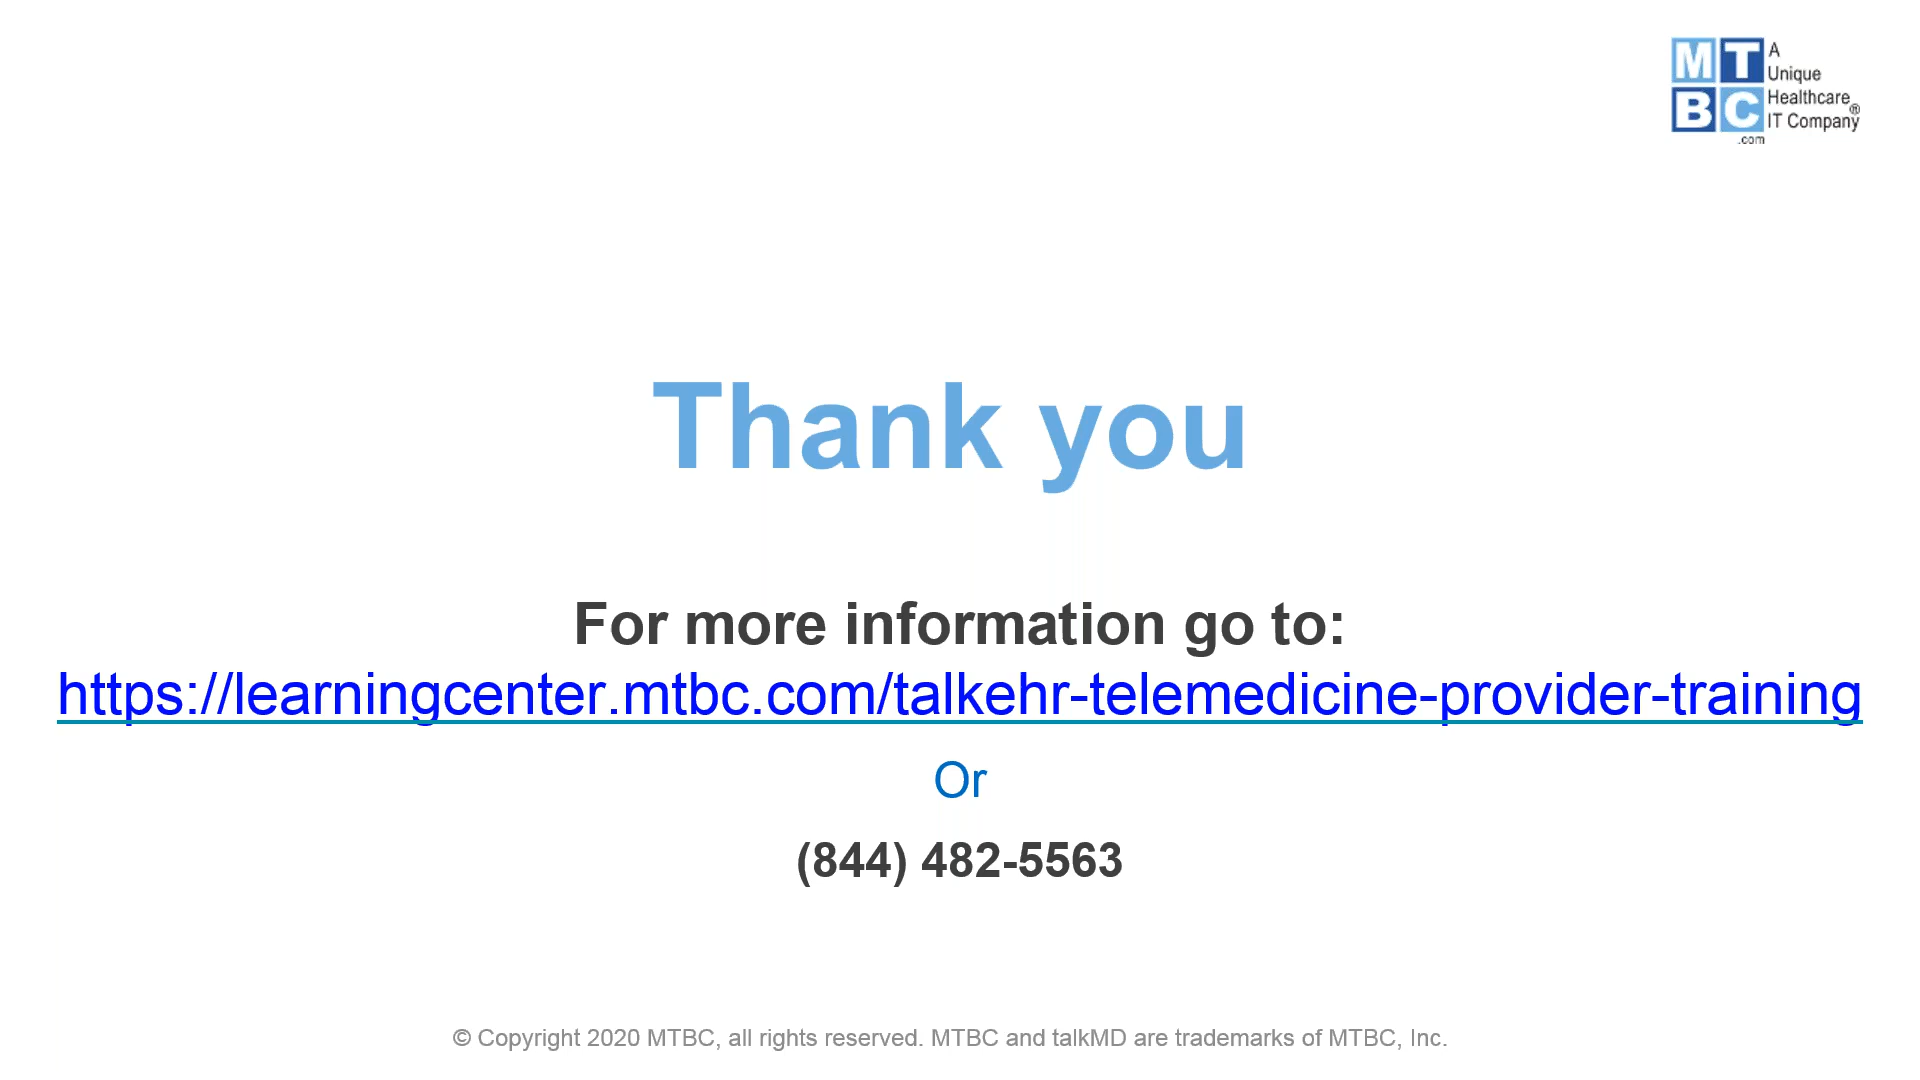 MT A
Unique
BC Healthcare
IT Company®
.com
Thank you
For more information go to:
https://learningcenter.mtbc.com/talkehr-telemedicine-provider-training
Or
(844) 482-5563
© Copyright 2020 MTBC, all rights reserved. MTBC and talkMD are trademarks of MTBC, Inc.